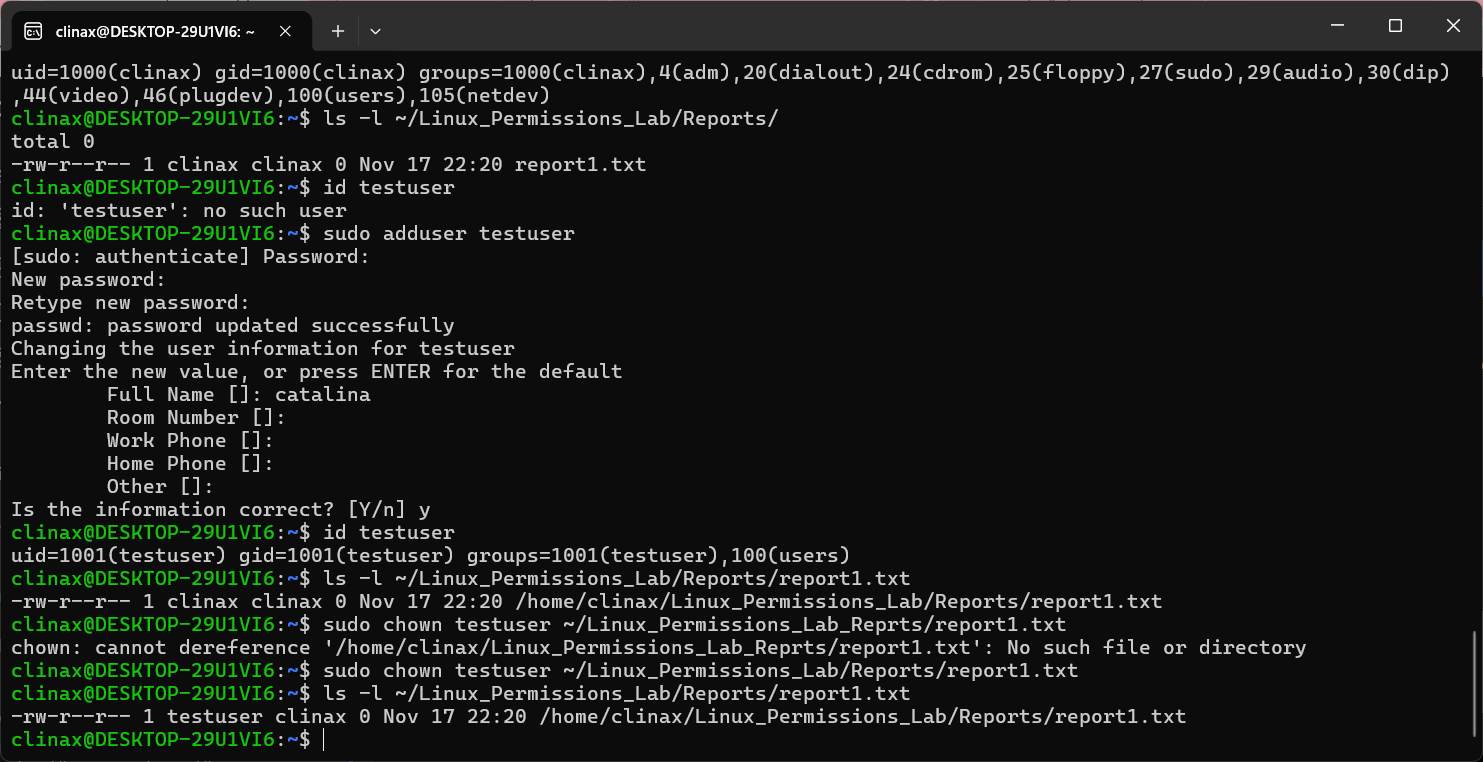 clinax@DESKTOP-29U1VI6: ~
uid=1000(clinax) gid=1000(clinax) groups=1000(clinax),4(adm),20(dialout),24(cdrom),25(floppy),27(sudo),29(audio),30(dip)
,44(video),46(plugdev),100(users),105(netdev)
clinax@DESKTOP-29U1VI6:~$ ls -l ~/Linux_Permissions_Lab/Reports/
total 0
-rw-r--r-- 1 clinax clinax 0 Nov 17 22:20 report1.txt
clinax@DESKTOP-29U1VI6:~$ id testuser
id: 'testuser': no such user
clinax@DESKTOP-29U1VI6:~$ sudo adduser testuser
[sudo: authenticate] Password:
New password:
Retype new password:
passwd: password updated successfully
Changing the user information for testuser
Enter the new value, or press ENTER for the default
        Full Name []: catalina
        Room Number []:
        Work Phone []:
        Home Phone []:
        Other []:
Is the information correct? [Y/n] y
clinax@DESKTOP-29U1VI6:~$ id testuser
uid=1001(testuser) gid=1001(testuser) groups=1001(testuser),100(users)
clinax@DESKTOP-29U1VI6:~$ ls -l ~/Linux_Permissions_Lab/Reports/report1.txt
-rw-r--r-- 1 clinax clinax 0 Nov 17 22:20 /home/clinax/Linux_Permissions_Lab/Reports/report1.txt
clinax@DESKTOP-29U1VI6:~$ sudo chown testuser ~/Linux_Permissions_Lab_Reprts/report1.txt
chown: cannot dereference '/home/clinax/Linux_Permissions_Lab_Reprts/report1.txt': No such file or directory
clinax@DESKTOP-29U1VI6:~$ sudo chown testuser ~/Linux_Permissions_Lab/Reports/report1.txt
clinax@DESKTOP-29U1VI6:~$ ls -l ~/Linux_Permissions_Lab/Reports/report1.txt
-rw-r--r-- 1 testuser clinax 0 Nov 17 22:20 /home/clinax/Linux_Permissions_Lab/Reports/report1.txt
clinax@DESKTOP-29U1VI6:~$